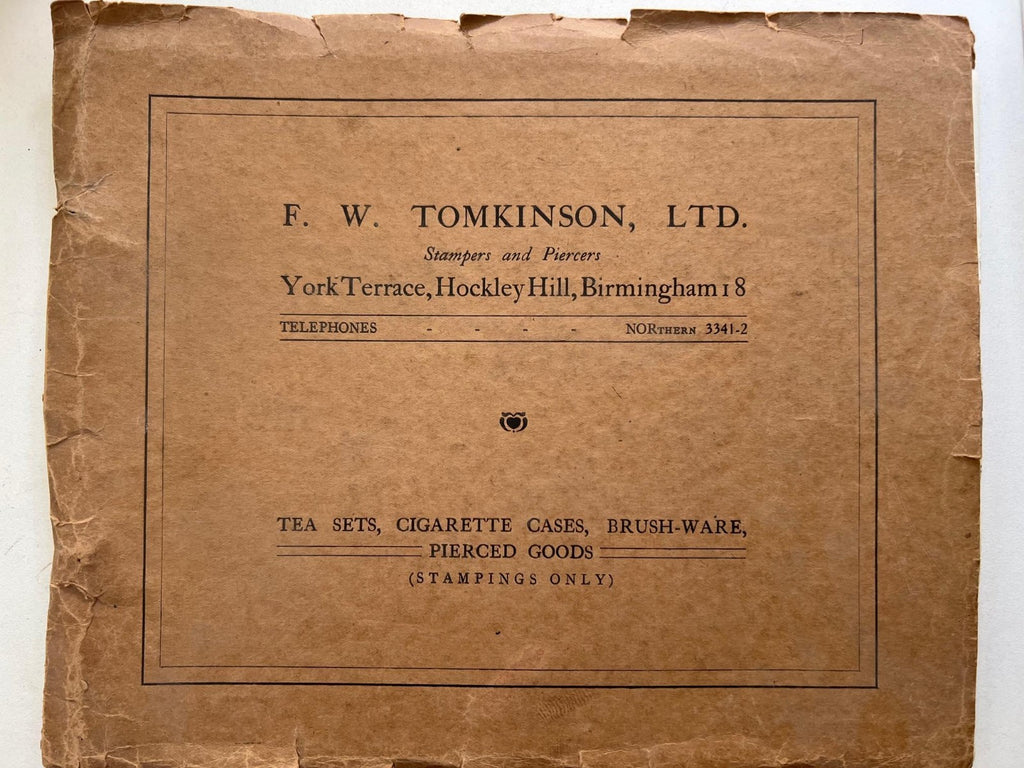 F. W. TOMKINSON, LTD.
Stampers and Piercers
York Terrace, Hockley Hill, Birmingham 18
TELEPHONES - - - - NORTHERN 3341-2
TEA SETS, CIGARETTE CASES, BRUSH-WARE,
PIERCED GOODS
(STAMPINGS ONLY)